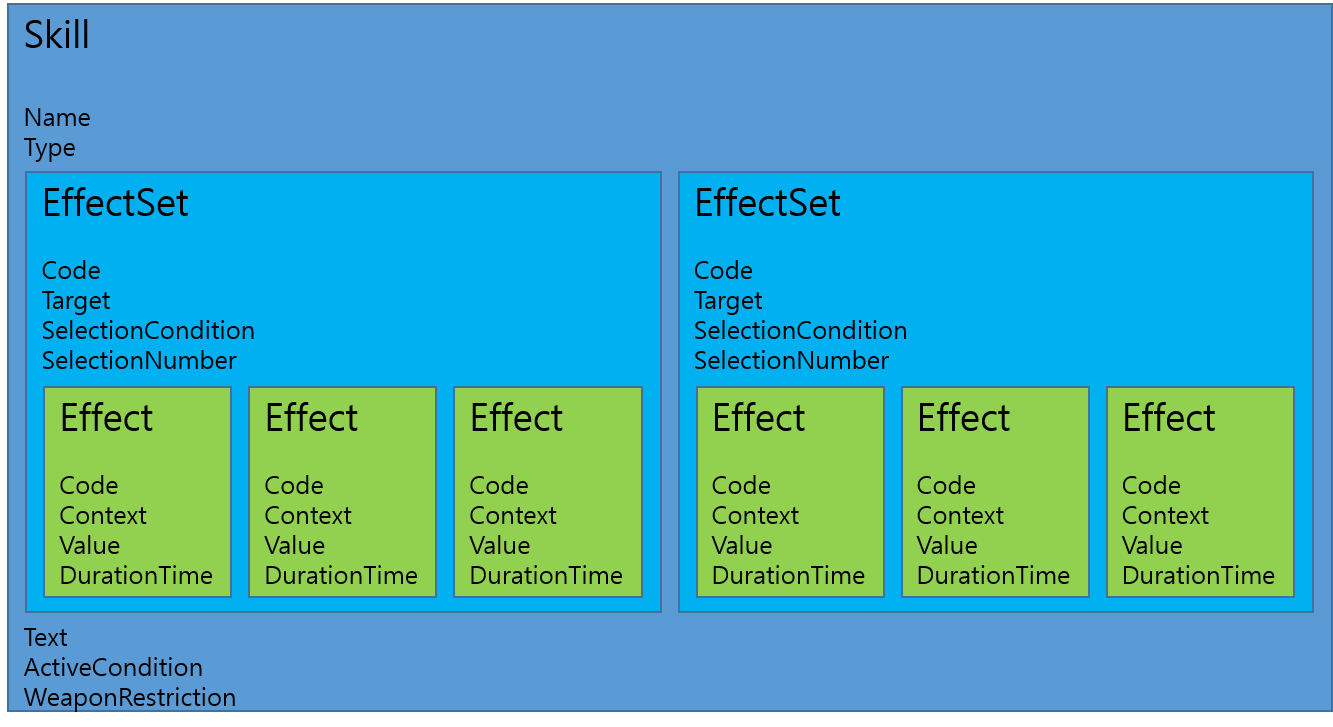 Skill
Name
Type
EffectSet
Code
Target
SelectionCondition
SelectionNumber
Effect
Code
Context
Value
DurationTime
Effect
Code
Context
Value
DurationTime
Effect
Code
Context
Value
DurationTime
EffectSet
Code
Target
SelectionCondition
SelectionNumber
Effect
Code
Context
Value
DurationTime
Effect
Code
Context
Value
DurationTime
Effect
Code
Context
Value
DurationTime
Text
ActiveCondition
WeaponRestriction